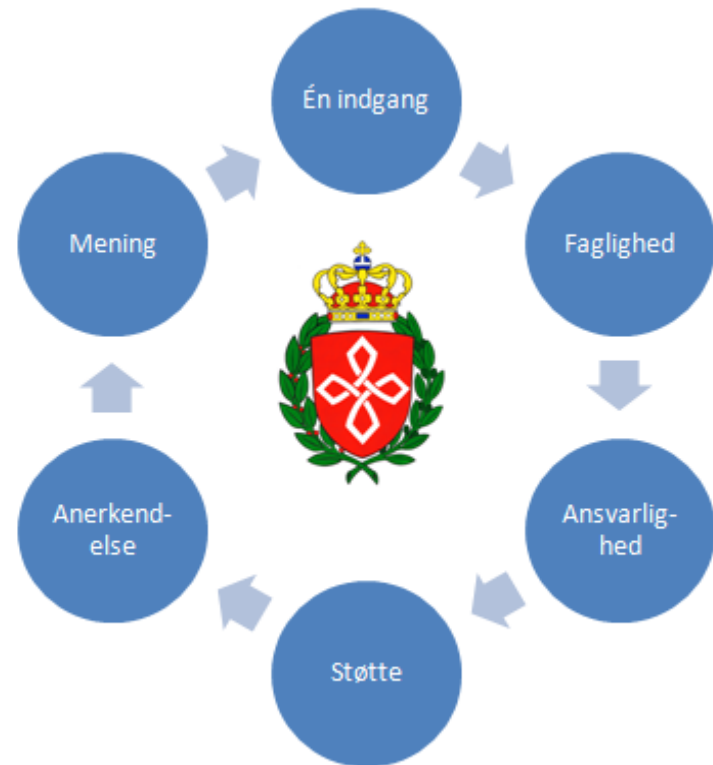 Én indgang
Faglighed
Ansvarlig-
hed
Støtte
Anerkend-
else
Mening